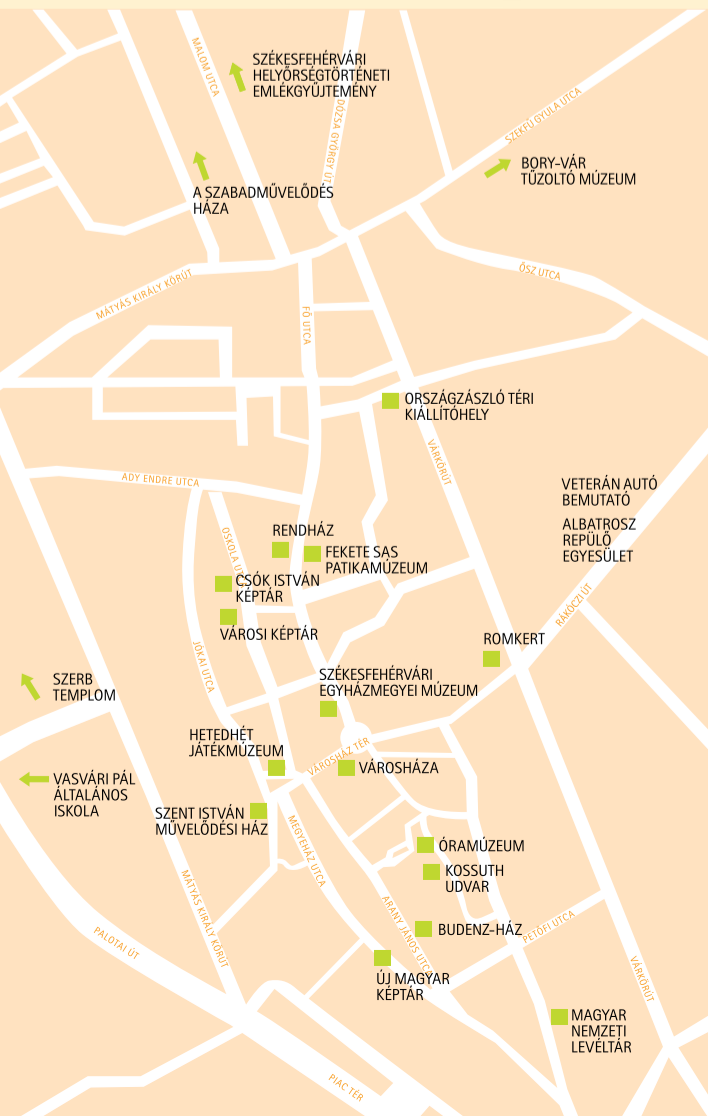 MALOM UTCA
SZÉKESFEHÉRVÁRI
HELYŐRSÉGTÖRTÉNETI
EMLÉKGYŰJTEMÉNY
DÓZSA GYÖRGY ÚT
SZEKFŰ GYULA UTCA
BORY-VÁR
TŰZOLTÓ MÚZEUM
A SZABADMŰVELŐDÉS
HÁZA
ŐSZ UTCA
MÁTYÁS KIRÁLY KÖRÚT
FŐ UTCA
ORSZÁGZÁSZLÓ TÉRI
KIÁLLÍTÓHELY
VÁRKÖRÚT
ADY ENDRE UTCA
VETERÁN AUTÓ
BEMUTATÓ
ALBATROSZ
REPÜLŐ
EGYESÜLET
OSKOLA U
RENDHÁZ
FEKETE SAS
PATIKAMÚZEUM
CSÓK ISTVÁN
KÉPTÁR
RÁKÓCZI ÚT
VÁROSI KÉPTÁR
ROMKERT
JÓKAI UTCA
SZERB
TEMPLOM
SZÉKESFEHÉRVÁRI
EGYHÁZMEGYEI MÚZEUM
HETEDHÉT
JÁTÉKMÚZEUM
VÁROSHÁZ TÉR
VÁROSHÁZA
VASVÁRI PÁL
ÁLTALÁNOS
ISKOLA
SZENT ISTVÁN
MŰVELŐDÉSI HÁZ
MEGYEHÁZ UTCA
ÓRAMÚZEUM
KOSSUTH
UDVAR
MÁTYÁS KIRÁLY KÖRÚT
ARANY JÁNOS UTCA
BUDENZ-HÁZ
PETŐFI UTCA
PALOTAI ÚT
ÚJ MAGYAR
KÉPTÁR
VÁRKÖRÚT
MAGYAR
NEMZETI
LEVÉLTÁR
PIAC TÉR